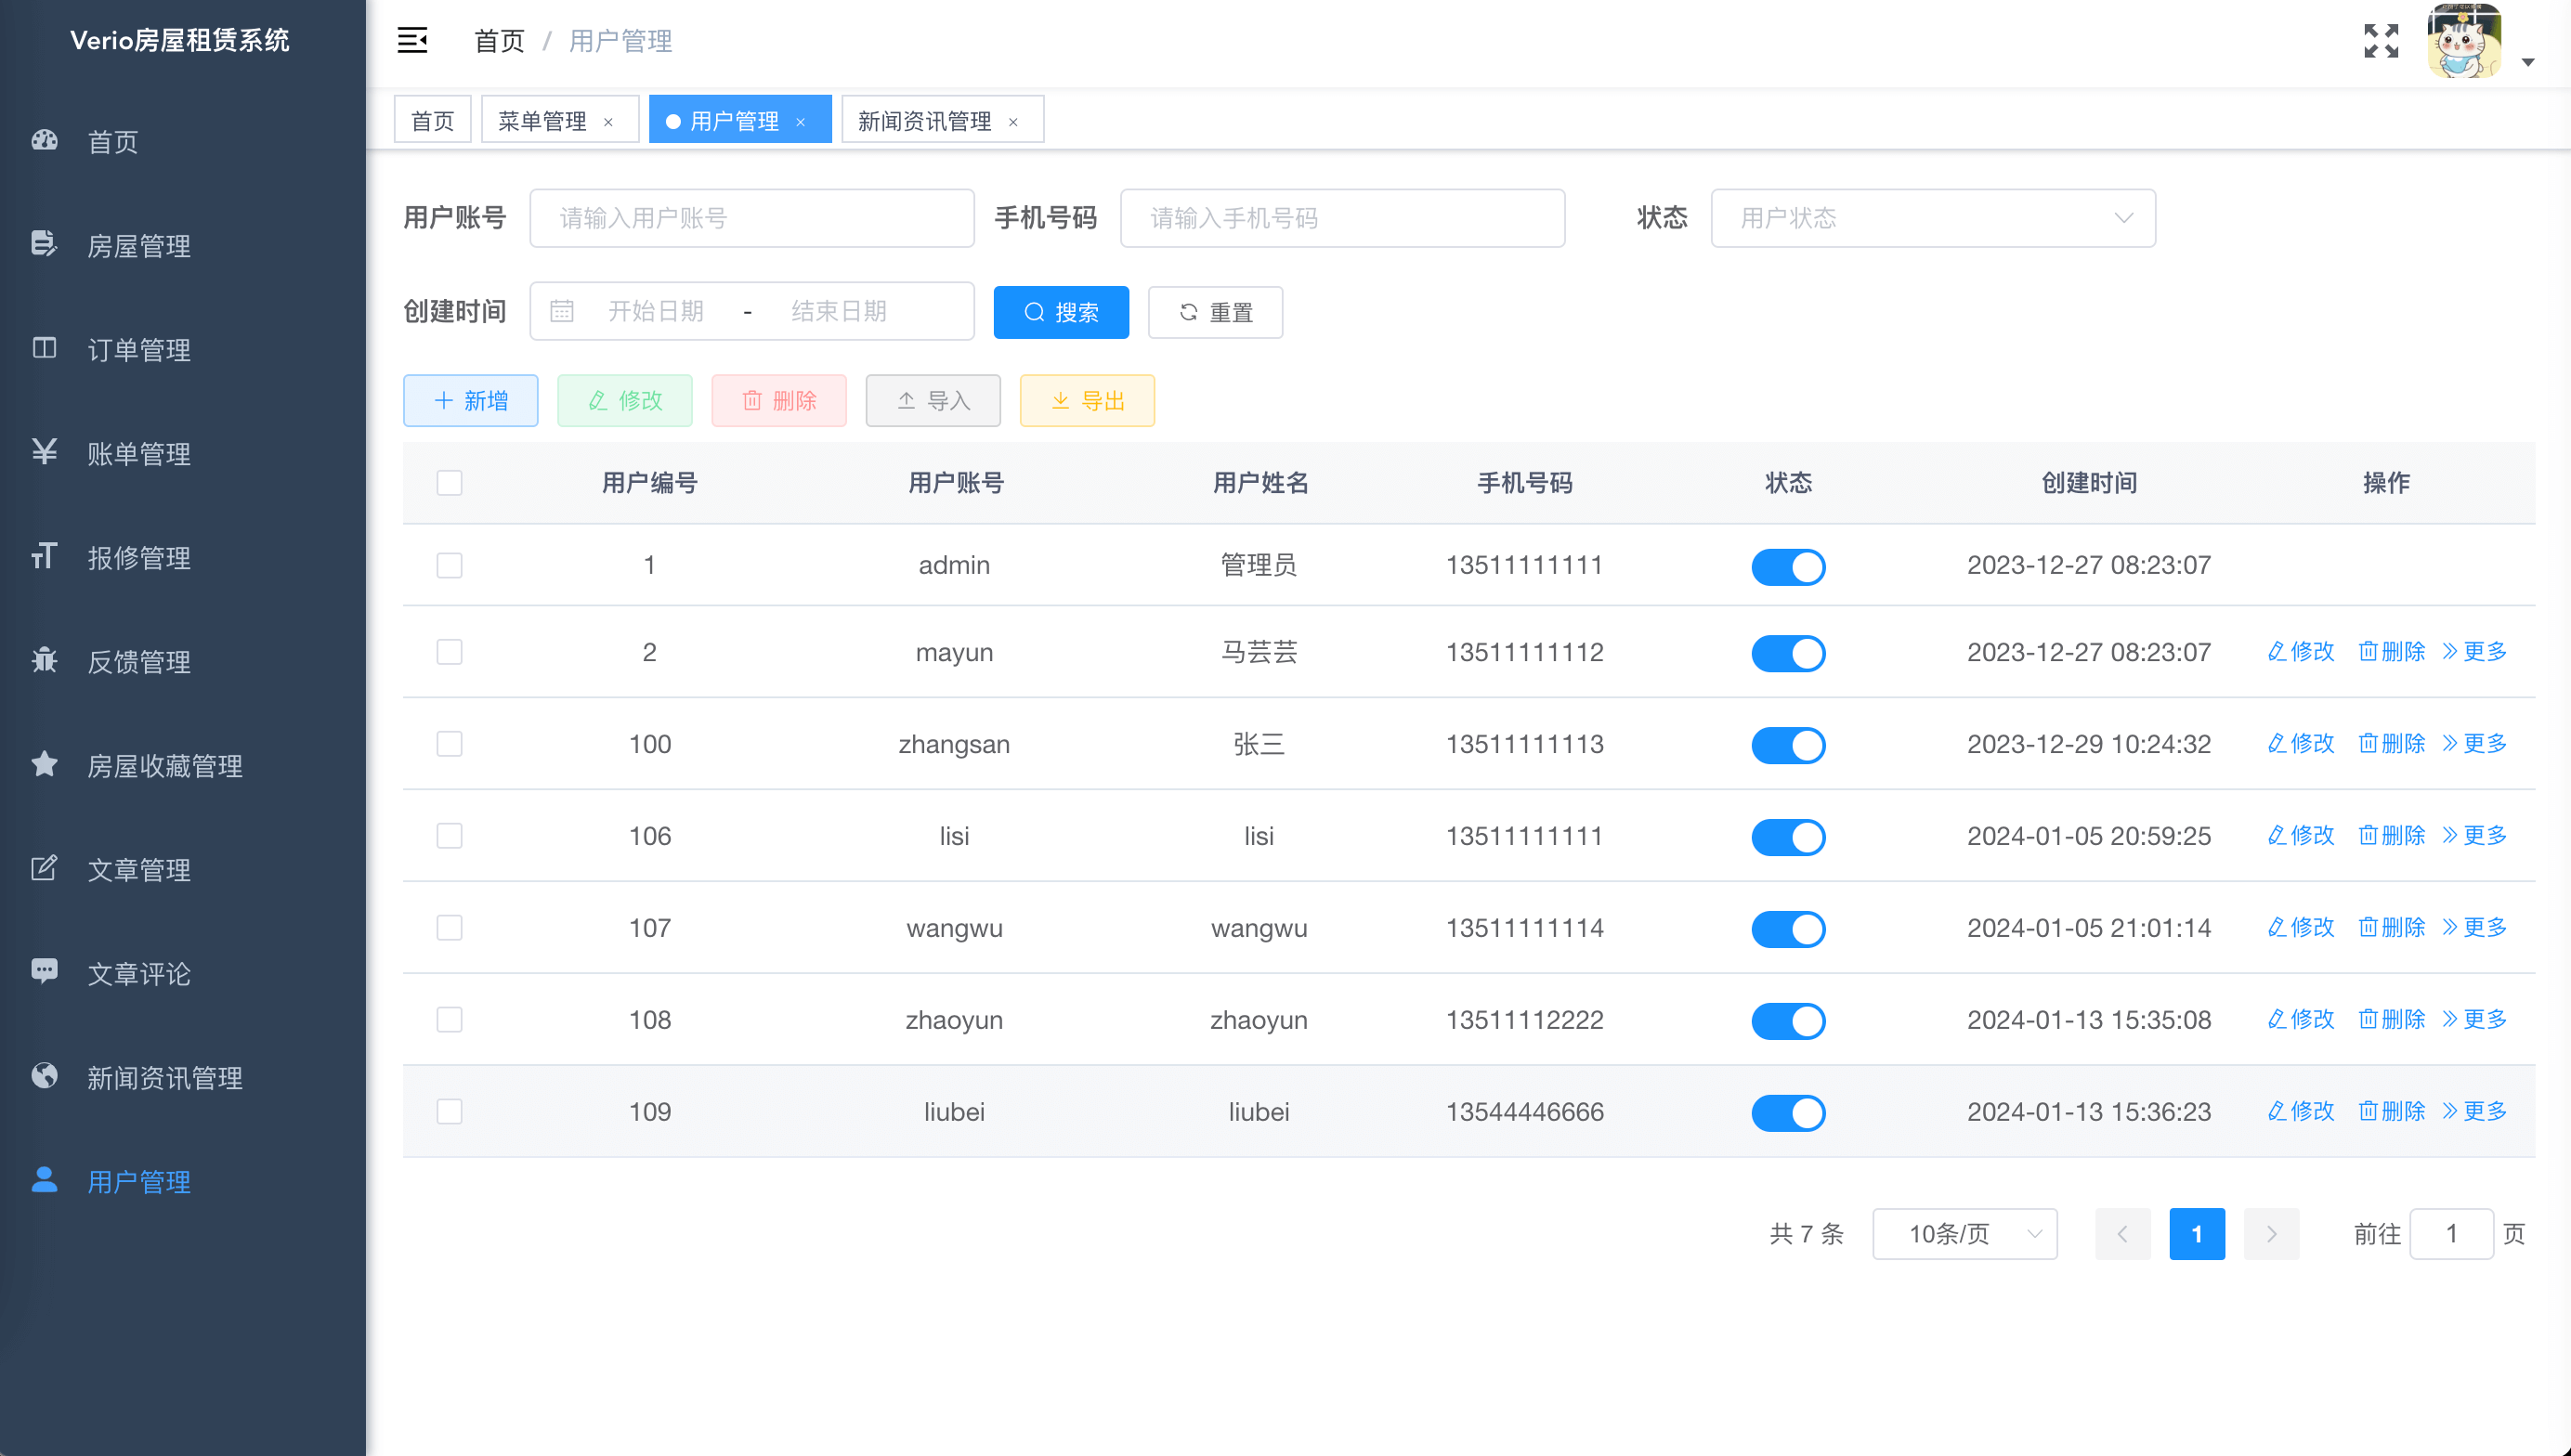 Verio房屋租赁系统
首页
房屋管理
订单管理
账单管理
报修管理
反馈管理
房屋收藏管理
文章管理
文章评论
新闻资讯管理
用户管理
首页 / 用户管理
首页 菜单管理 × 用户管理 × 新闻资讯管理 ×
用户账号 请输入用户账号 手机号码 请输入手机号码 状态 用户状态
创建时间 开始日期 - 结束日期 搜索 重置
新增 修改 删除 导入 导出
用户编号 用户账号 用户姓名 手机号码 状态 创建时间 操作
1 admin 管理员 13511111111 2023-12-27 08:23:07
2 mayun 马芸芸 13511111112 2023-12-27 08:23:07 修改 删除 更多
100 zhangsan 张三 13511111113 2023-12-29 10:24:32 修改 删除 更多
106 lisi lisi 13511111111 2024-01-05 20:59:25 修改 删除 更多
107 wangwu wangwu 13511111114 2024-01-05 21:01:14 修改 删除 更多
108 zhaoyun zhaoyun 13511112222 2024-01-13 15:35:08 修改 删除 更多
109 liubei liubei 13544446666 2024-01-13 15:36:23 修改 删除 更多
共 7 条 10条/页 1 前往 1 页